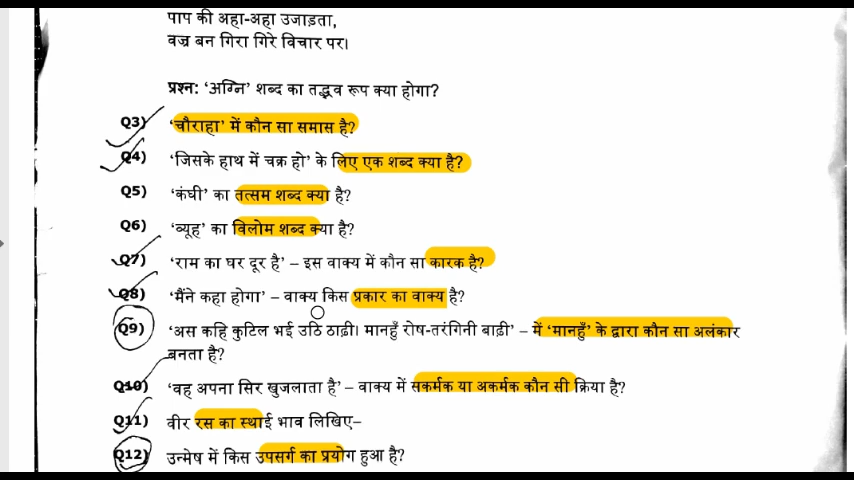 पाप की अहा-अहा उजाड़ता,
वज्र बन गिरा गिरे विचार पर।
प्रश्न: ‘अग्नि’ शब्द का तद्भव रूप क्या होगा?
Q3) ‘चौराहा’ में कौन सा समास है?
Q4) ‘जिसके हाथ में चक्र हो’ के लिए एक शब्द क्या है?
Q5) ‘कंघी’ का तत्सम शब्द क्या है?
Q6) ‘व्यूह’ का विलोम शब्द क्या है?
Q7) ‘राम का घर दूर है’ – इस वाक्य में कौन सा कारक है?
Q8) ‘मैंने कहा होगा’ – वाक्य किस प्रकार का वाक्य है?
Q9) ‘अस कहि कुटिल भई उठि ठाढ़ी। मानहुँ रोष-तरंगिनी बाढ़ी’ – में ‘मानहुँ’ के द्वारा कौन सा अलंकार
बनता है?
Q10) ‘वह अपना सिर खुजलाता है’ – वाक्य में सकर्मक या अकर्मक कौन सी क्रिया है?
Q11) वीर रस का स्थाई भाव लिखिए–
Q12) उन्मेष में किस उपसर्ग का प्रयोग हुआ है?